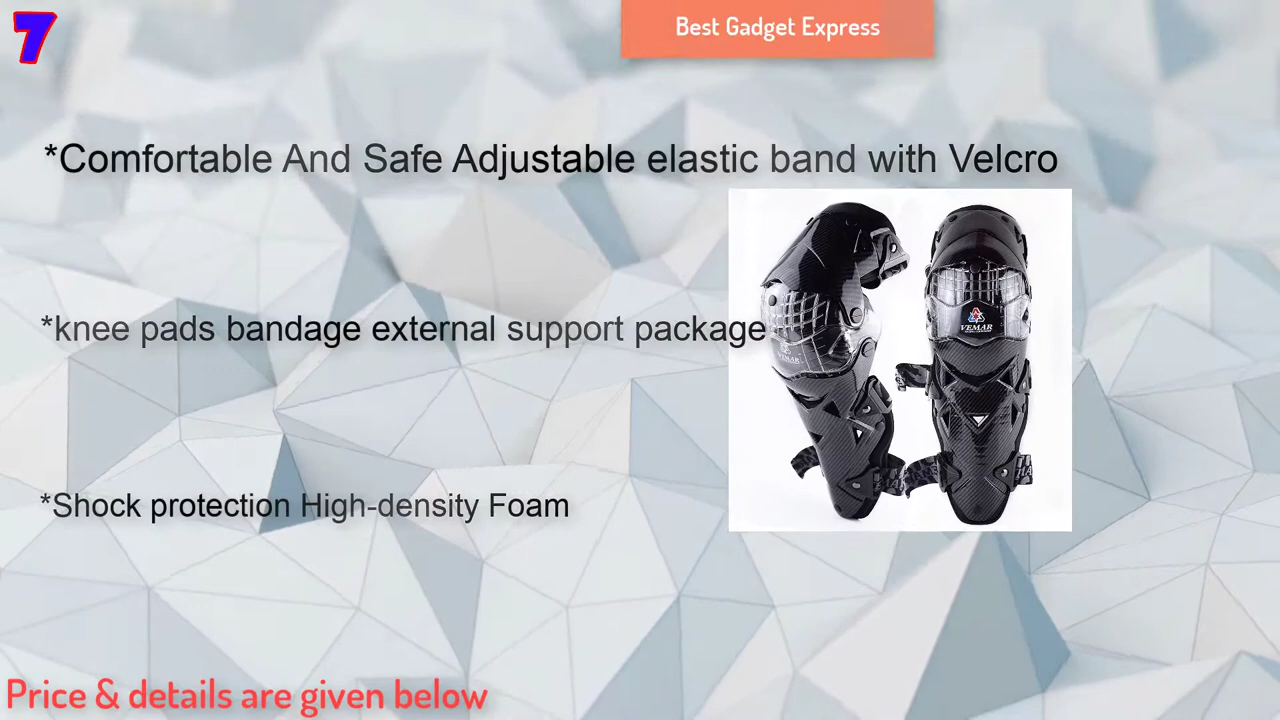 7
Best Gadget Express
*Comfortable And Safe Adjustable elastic band with Velcro
*knee pads bandage external support package
*Shock protection High-density Foam
VEMAR
VEMAR
Price & details are given below